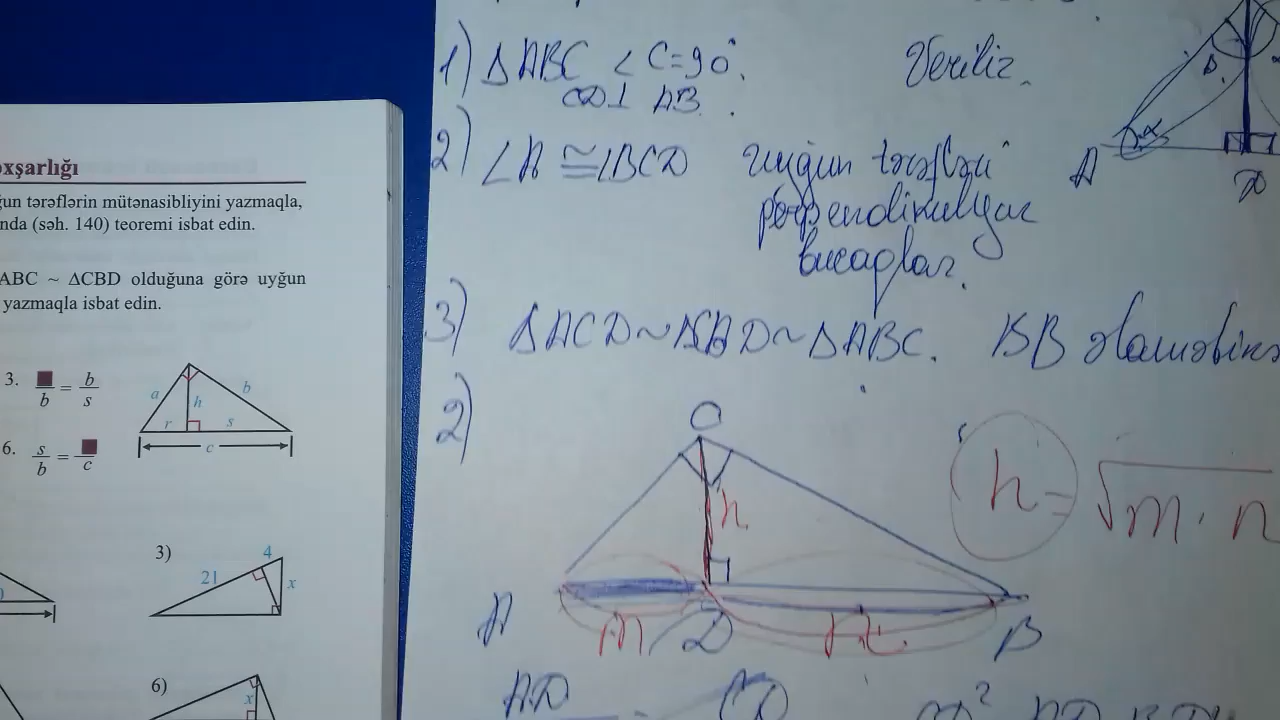 oxşarlığı
ğun tərəflərin mütənasibliyini yazmaqla,
nda (səh. 140) teoremi isbat edin.
ABC ~ ΔCBD olduğuna görə uyğun
yazmaqla isbat edin.
3. ■/b = b/s
a b h r s c
6. s/b = ■/c
3) 21 4 x
6) x
1) ΔABC ∠C=90°. Veriliz.
CD⊥AB.
2) ∠A ≅ ∠BCD uyğun tərəfləri
perpendikulyar
bucaqlar.
A α D
3) ΔACD ~ ~ ΔABC. BB əlamətinə
2)
C
h
h = √m · n
A m D n B
AD CD